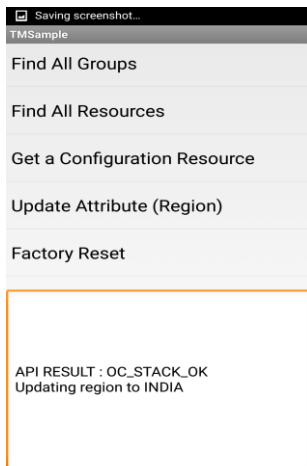 Saving screenshot...
TMSample
Find All Groups
Find All Resources
Get a Configuration Resource
Update Attribute (Region)
Factory Reset
API RESULT : OC_STACK_OK
Updating region to INDIA